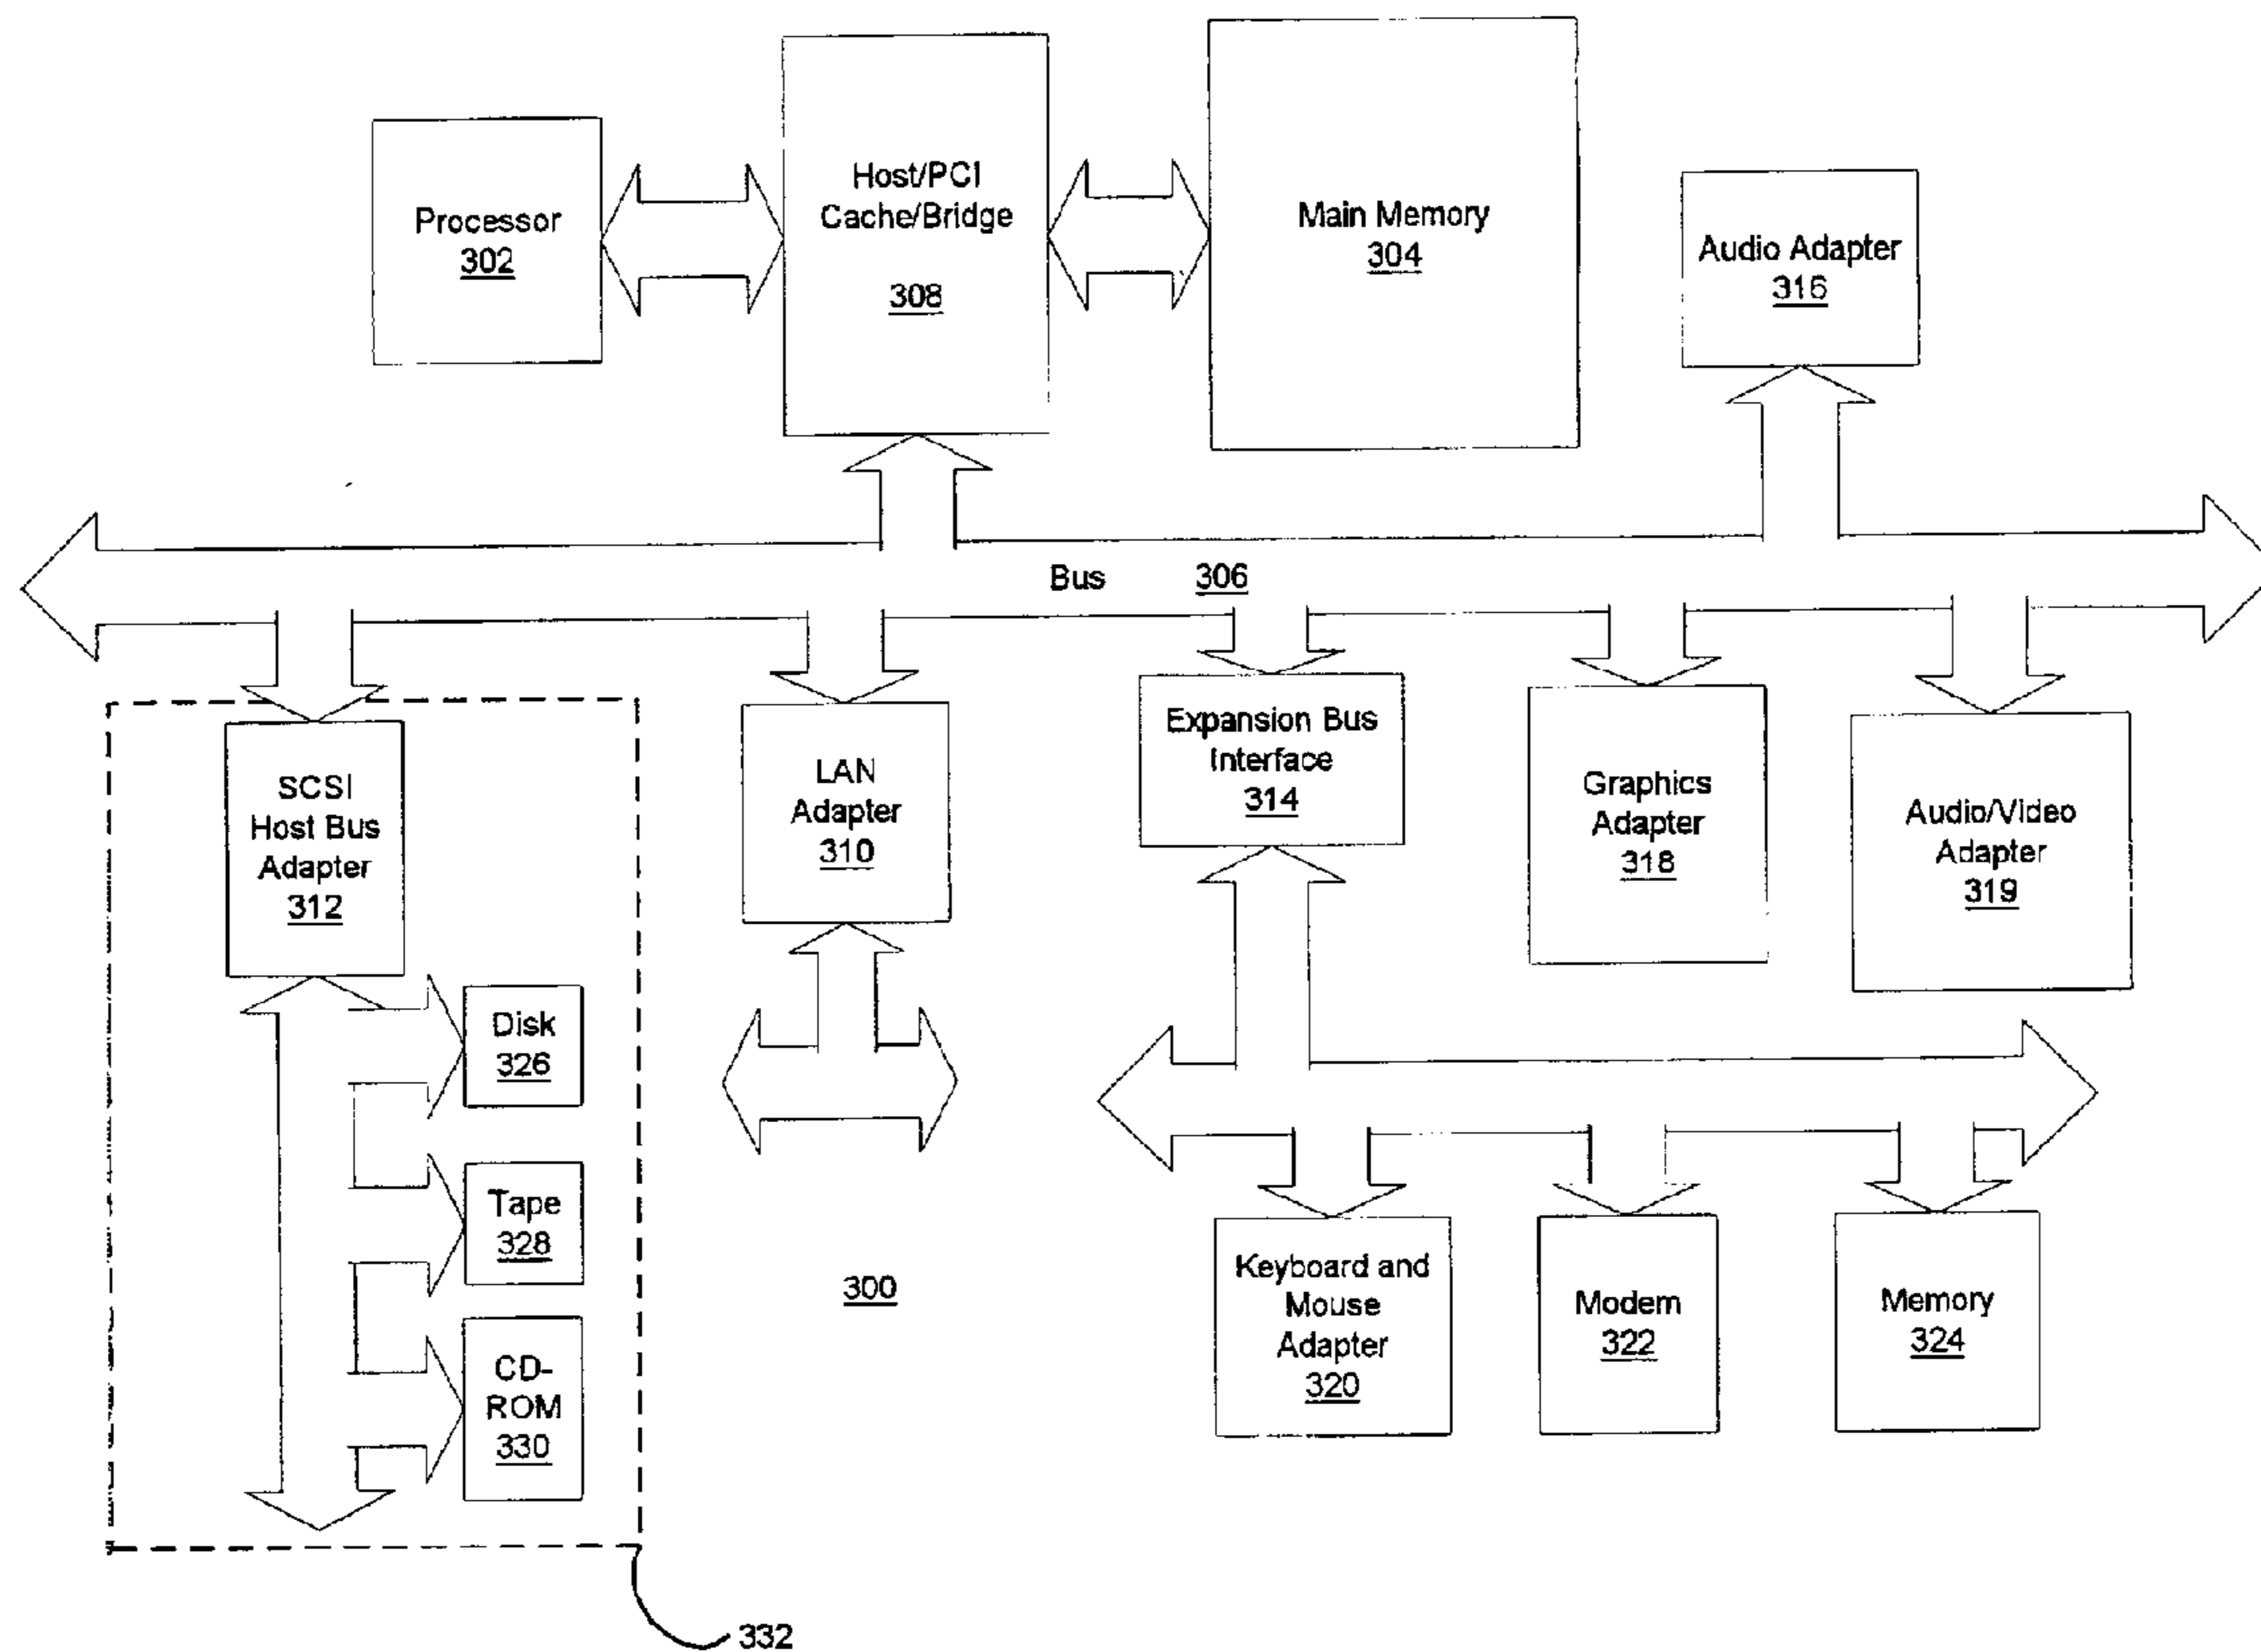 Processor
302
Host/PCI
Cache/Bridge
308
Main Memory
304
Audio Adapter
316
Bus 306
SCSI
Host Bus
Adapter
312
LAN
Adapter
310
Expansion Bus
Interface
314
Graphics
Adapter
318
Audio/Video
Adapter
319
Disk
326
Tape
328
CD-
ROM
330
300
Keyboard and
Mouse
Adapter
320
Modem
322
Memory
324
332